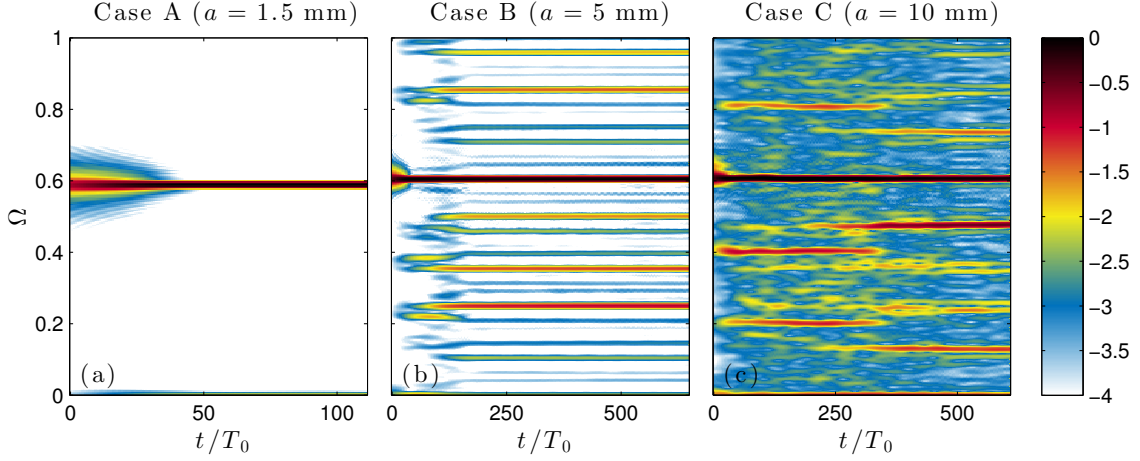 Case A (a = 1.5 mm)
Case B (a = 5 mm)
Case C (a = 10 mm)
Ω
1
0.8
0.6
0.4
0.2
0
(a)
(b)
(c)
0 50 100
0 250 500
0 250 500
t/T₀
t/T₀
t/T₀
0
−0.5
−1
−1.5
−2
−2.5
−3
−3.5
−4